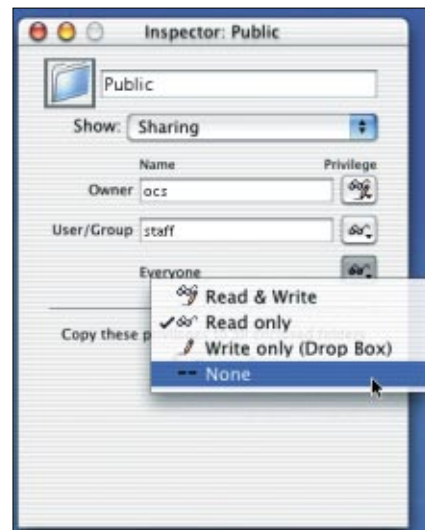 Inspector: Public
Public
Show: Sharing
Name Privilege
Owner ocs
User/Group staff
Everyone
Read & Write
Read only
Write only (Drop Box)
None
Copy these